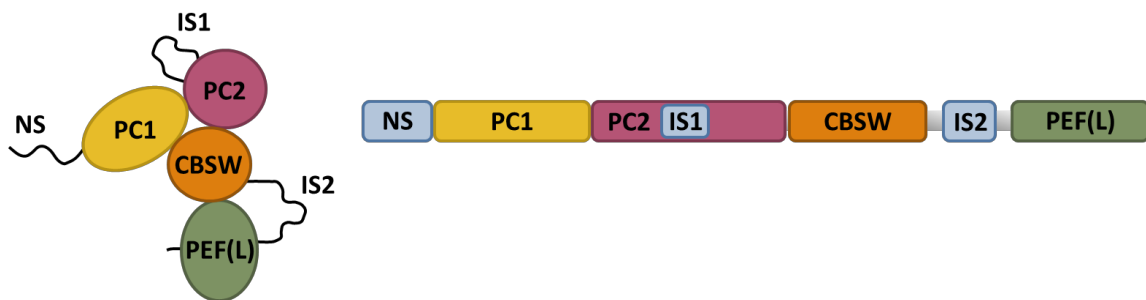 IS1
PC2
NS
PC1
CBSW
IS2
PEF(L)
NS PC1 PC2 IS1 CBSW IS2 PEF(L)